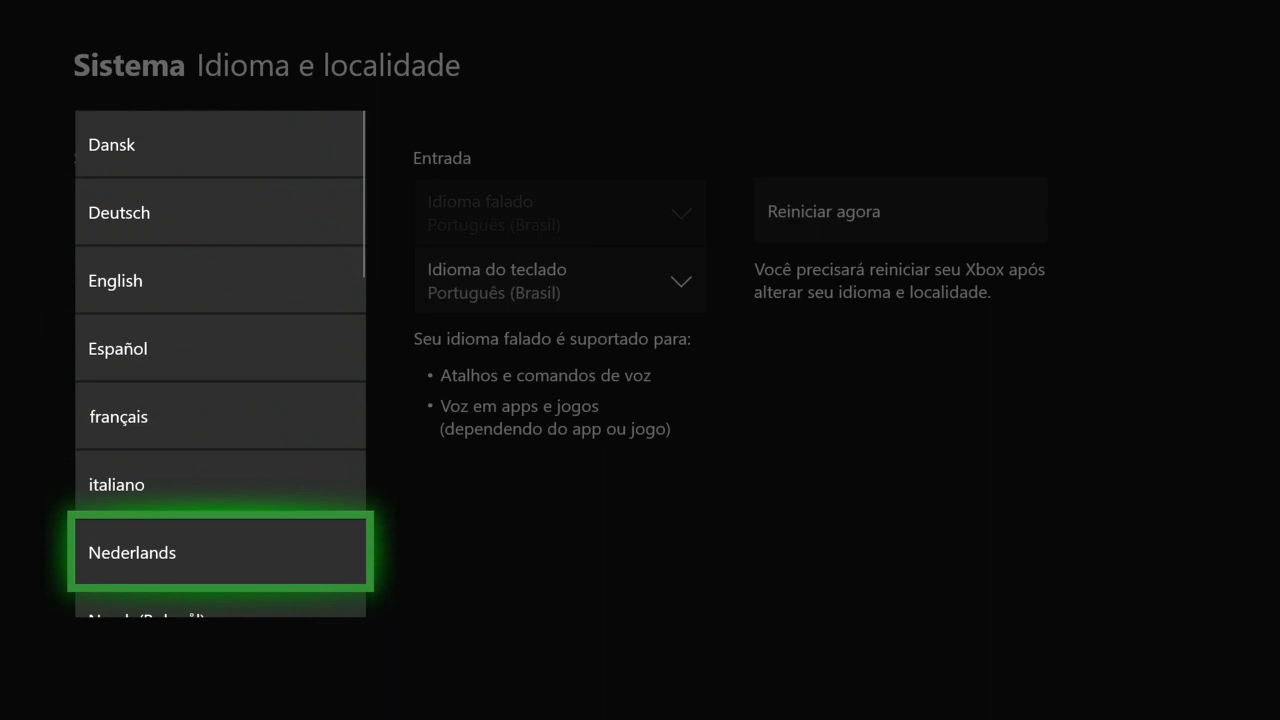 Sistema Idioma e localidade
Dansk
Deutsch
English
Español
français
italiano
Nederlands
Entrada
Idioma falado
Português (Brasil)
Idioma do teclado
Português (Brasil)
Seu idioma falado é suportado para:
• Atalhos e comandos de voz
• Voz em apps e jogos
(dependendo do app ou jogo)
Reiniciar agora
Você precisará reiniciar seu Xbox após
alterar seu idioma e localidade.